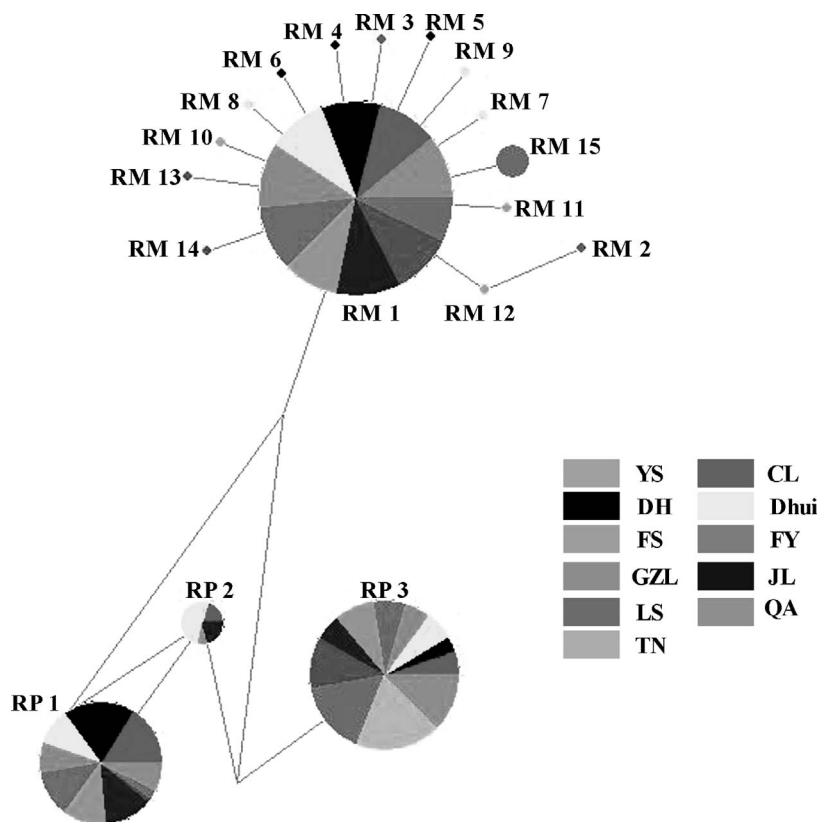 RM 3
RM 5
RM 4
RM 9
RM 6
RM 8
RM 7
RM 10
RM 15
RM 13
RM 11
RM 14
RM 2
RM 1
RM 12
YS
CL
DH
Dhui
FS
FY
GZL
JL
LS
QA
TN
RP 2
RP 3
RP 1